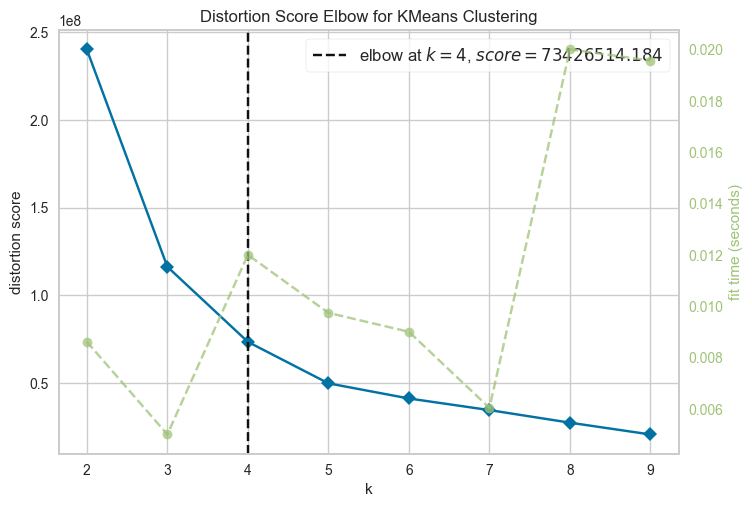 Distortion Score Elbow for KMeans Clustering
1e8
elbow at k = 4, score = 73426514.184
2.5
2.0
1.5
1.0
0.5
distortion score
0.020
0.018
0.016
0.014
0.012
0.010
0.008
0.006
fit time (seconds)
2 3 4 5 6 7 8 9
k